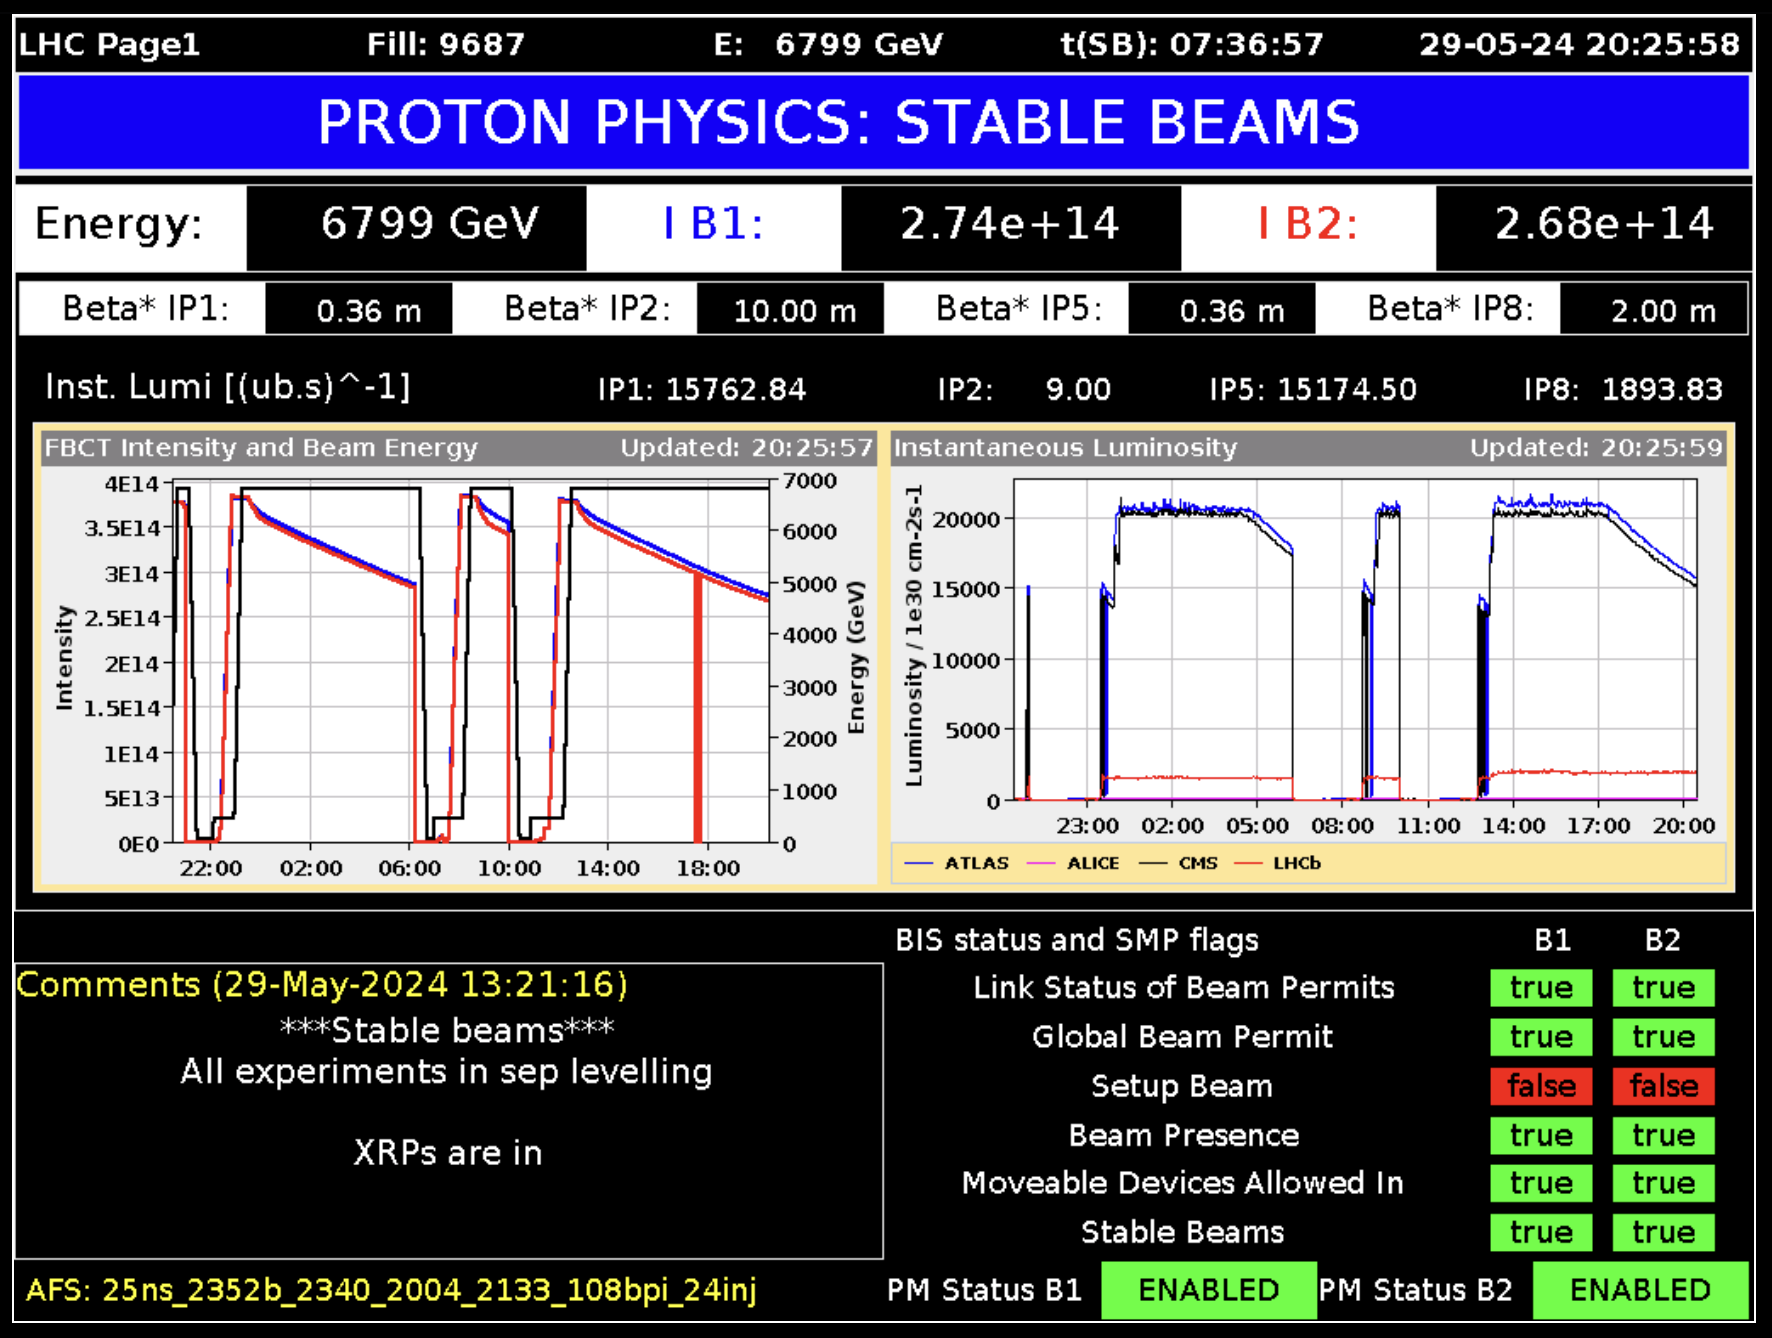 LHC Page1 Fill: 9687 E: 6799 GeV t(SB): 07:36:57 29-05-24 20:25:58
PROTON PHYSICS: STABLE BEAMS
Energy: 6799 GeV I B1: 2.74e+14 I B2: 2.68e+14
Beta* IP1: 0.36 m Beta* IP2: 10.00 m Beta* IP5: 0.36 m Beta* IP8: 2.00 m
Inst. Lumi [(ub.s)^-1] IP1: 15762.84 IP2: 9.00 IP5: 15174.50 IP8: 1893.83
FBCT Intensity and Beam Energy Updated: 20:25:57
4E14
3.5E14
3E14
2.5E14
2E14
1.5E14
1E14
5E13
0E0
Intensity
7000
6000
5000
4000
3000
2000
1000
0
Energy (GeV)
22:00 02:00 06:00 10:00 14:00 18:00
Instantaneous Luminosity Updated: 20:25:59
Luminosity / 1e30 cm-2s-1
20000
15000
10000
5000
0
23:00 02:00 05:00 08:00 11:00 14:00 17:00 20:00
ATLAS ALICE CMS LHCb
Comments (29-May-2024 13:21:16)
***Stable beams***
All experiments in sep levelling
XRPs are in
AFS: 25ns_2352b_2340_2004_2133_108bpi_24inj
BIS status and SMP flags B1 B2
Link Status of Beam Permits true true
Global Beam Permit true true
Setup Beam false false
Beam Presence true true
Moveable Devices Allowed In true true
Stable Beams true true
PM Status B1 ENABLED PM Status B2 ENABLED